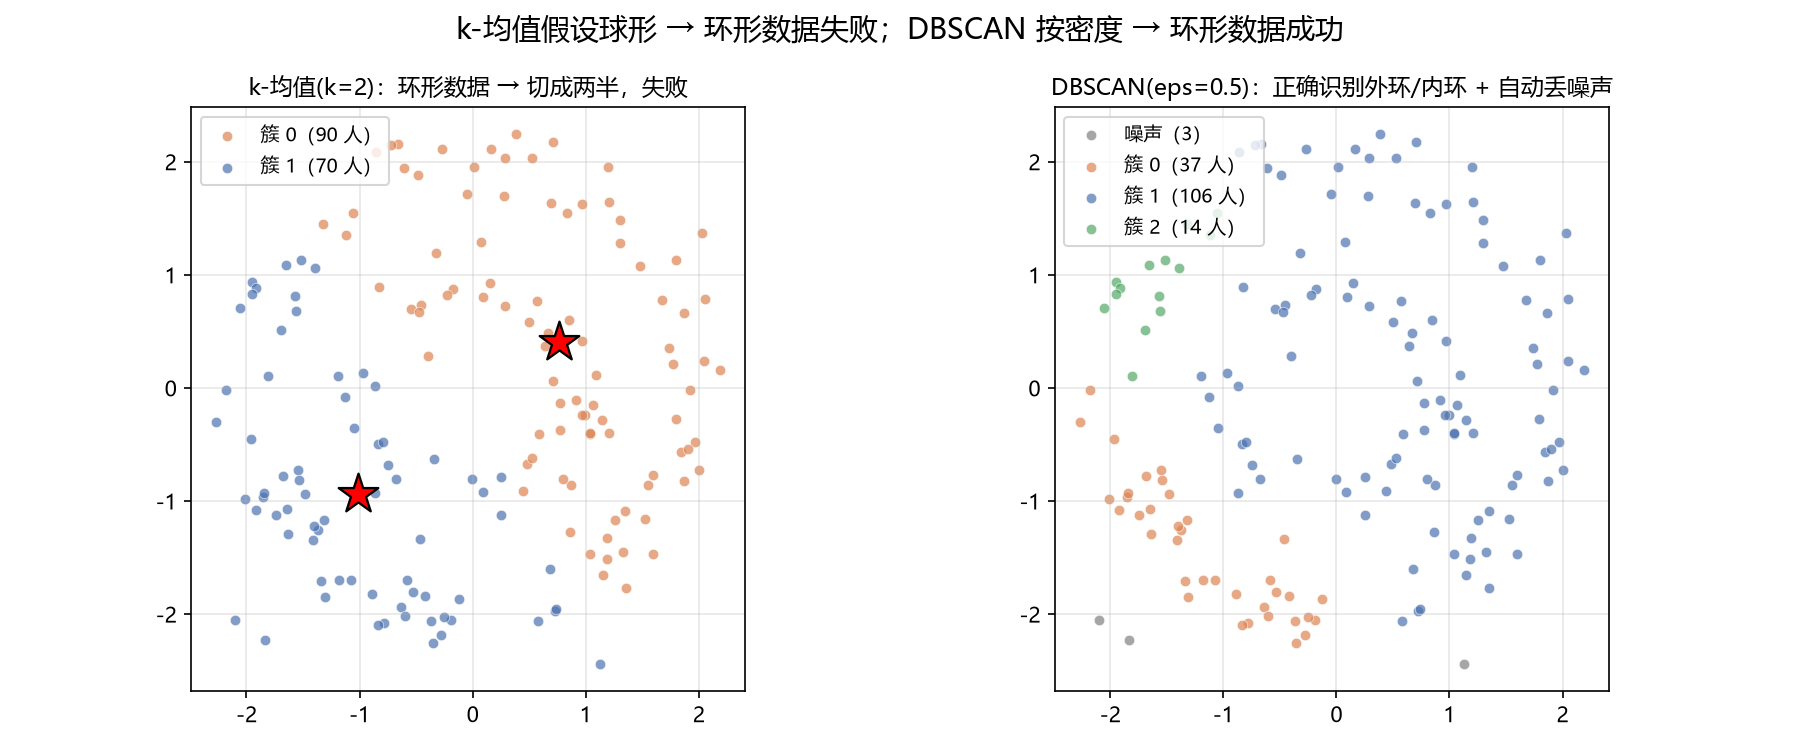 k-均值假设球形 → 环形数据失败；DBSCAN 按密度 → 环形数据成功
k-均值(k=2)：环形数据 → 切成两半，失败
簇 0 (90 人)
簇 1 (70 人)
2
1
0
-1
-2
-2
-1
0
1
2
DBSCAN(eps=0.5)：正确识别外环/内环 + 自动丢噪声
噪声 (3)
簇 0 (37 人)
簇 1 (106 人)
簇 2 (14 人)
2
1
0
-1
-2
-2
-1
0
1
2